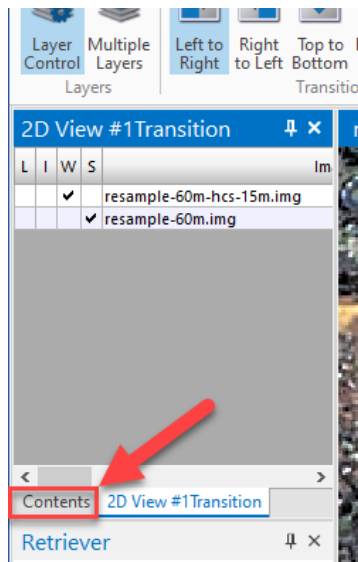 Layer Multiple Left to Right Top to
Control Layers Right to Left Bottom
Layers Transitio
2D View #1Transition
L I W S Im
resample-60m-hcs-15m.img
resample-60m.img
Contents 2D View #1Transition
Retriever